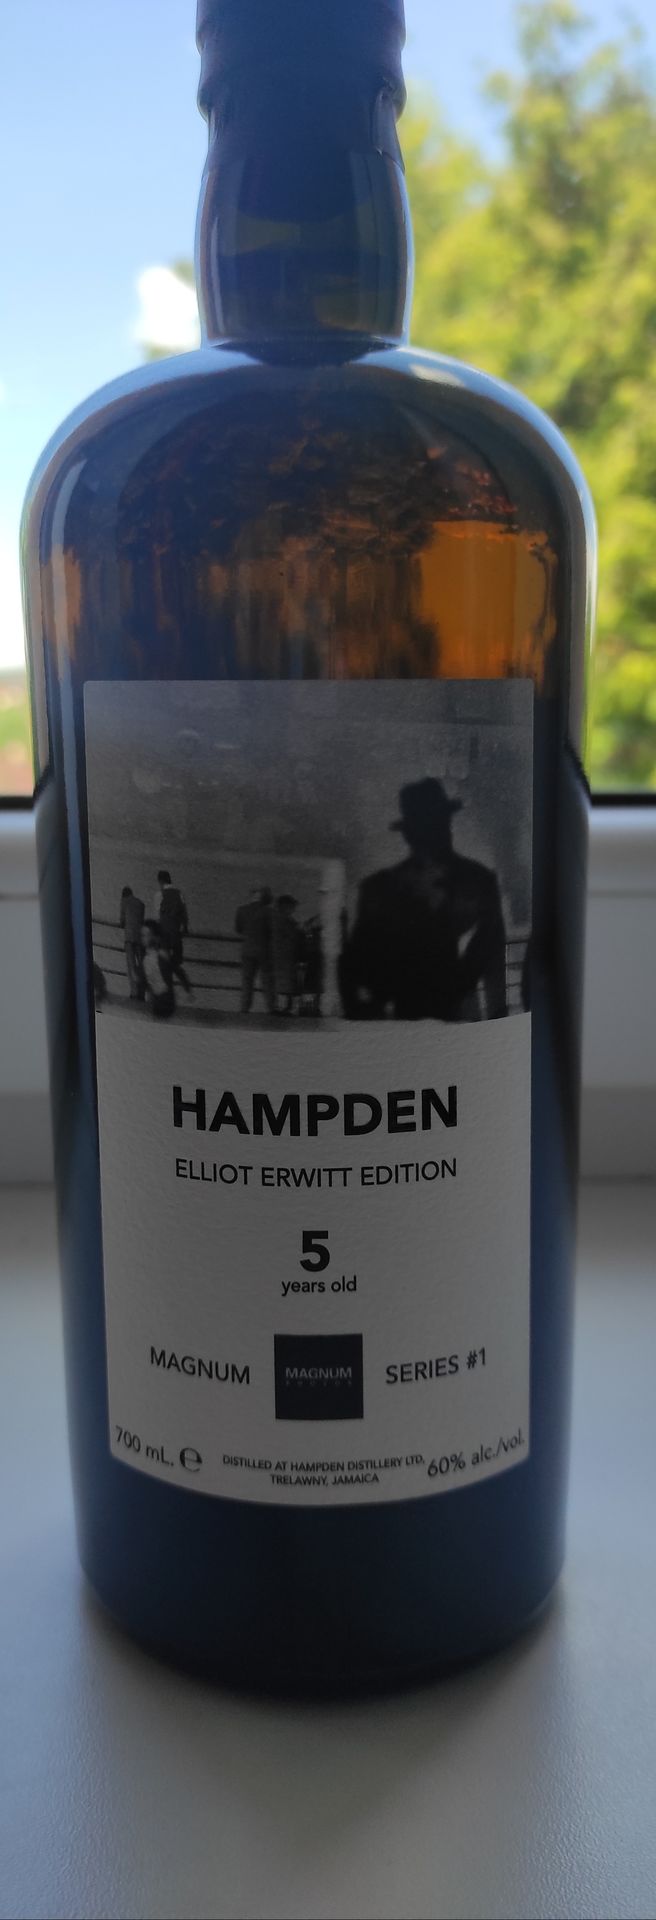 HAMPDEN
ELLIOT ERWITT EDITION
5
years old
MAGNUM
MAGNUM
PHOTOS
SERIES #1
700 mL. ℮
DISTILLED AT HAMPDEN DISTILLERY LTD,
TRELAWNY, JAMAICA
60% alc./vol.